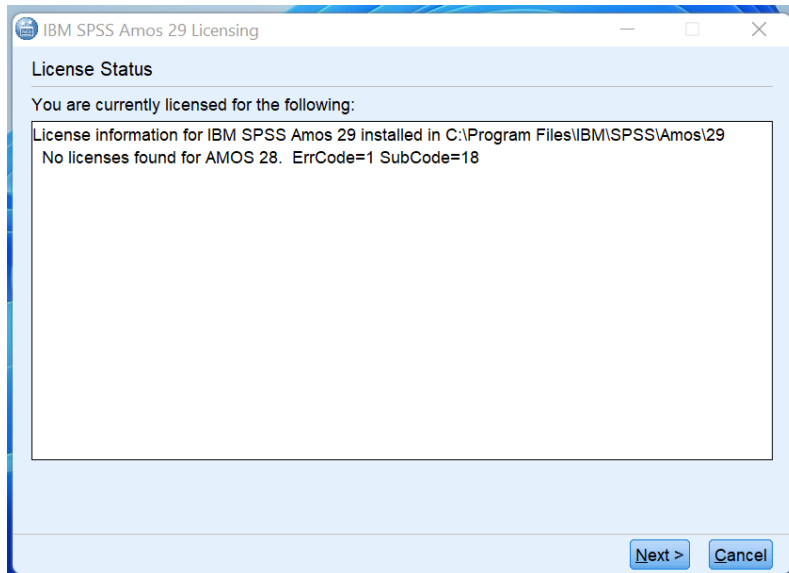 IBM SPSS Amos 29 Licensing
License Status
You are currently licensed for the following:
License information for IBM SPSS Amos 29 installed in C:\Program Files\IBM\SPSS\Amos\29
No licenses found for AMOS 28.  ErrCode=1 SubCode=18
Next >
Cancel